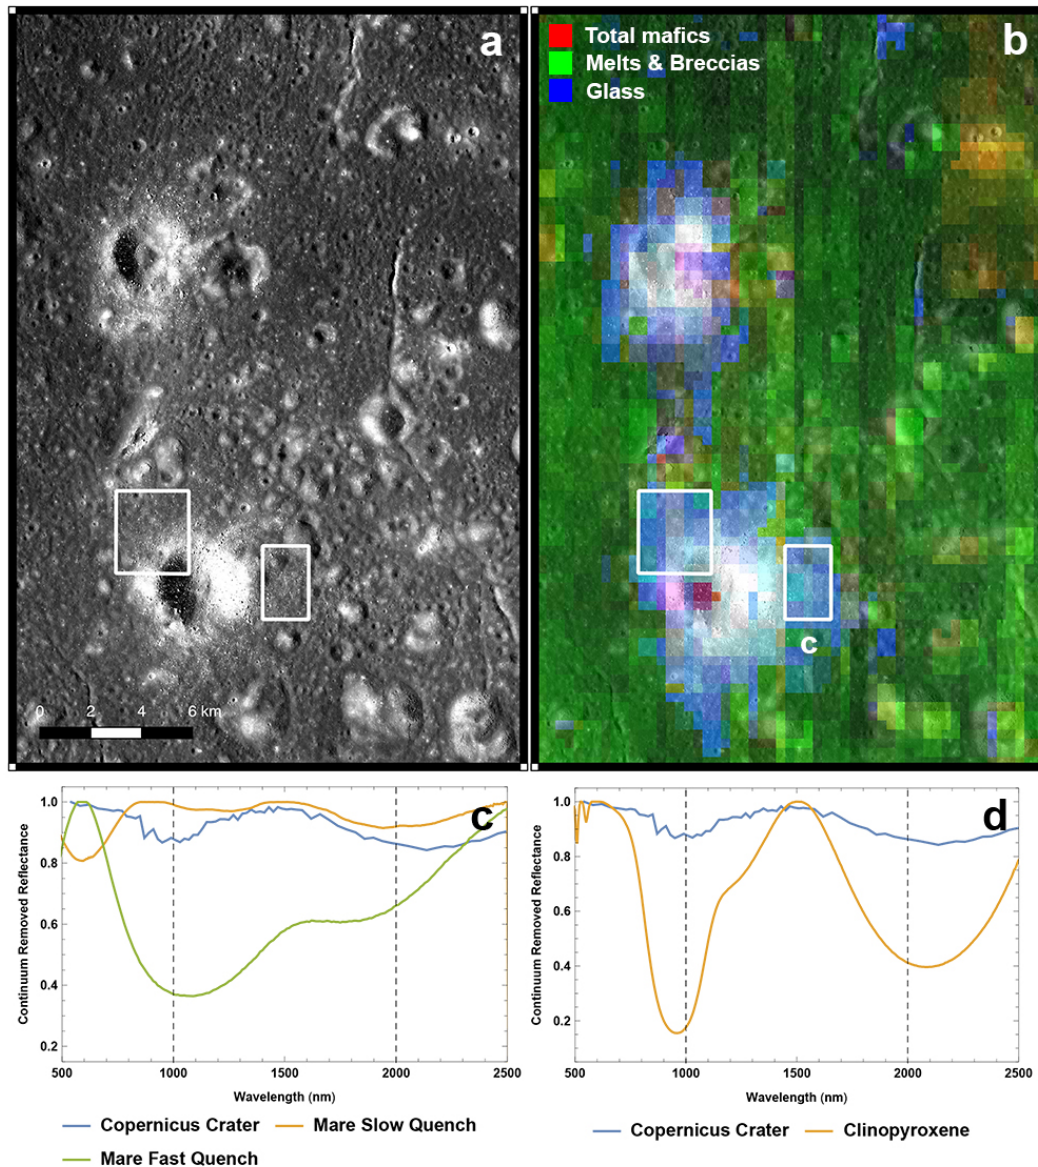 a
b
Total mafics
Melts & Breccias
Glass
c
0 2 4 6 km
c
1.0
0.8
0.6
0.4
0.2
Continuum Removed Reflectance
500 1000 1500 2000 2500
Wavelength (nm)
Copernicus Crater Mare Slow Quench
Mare Fast Quench
d
1.0
0.8
0.6
0.4
0.2
Continuum Removed Reflectance
500 1000 1500 2000 2500
Wavelength (nm)
Copernicus Crater Clinopyroxene